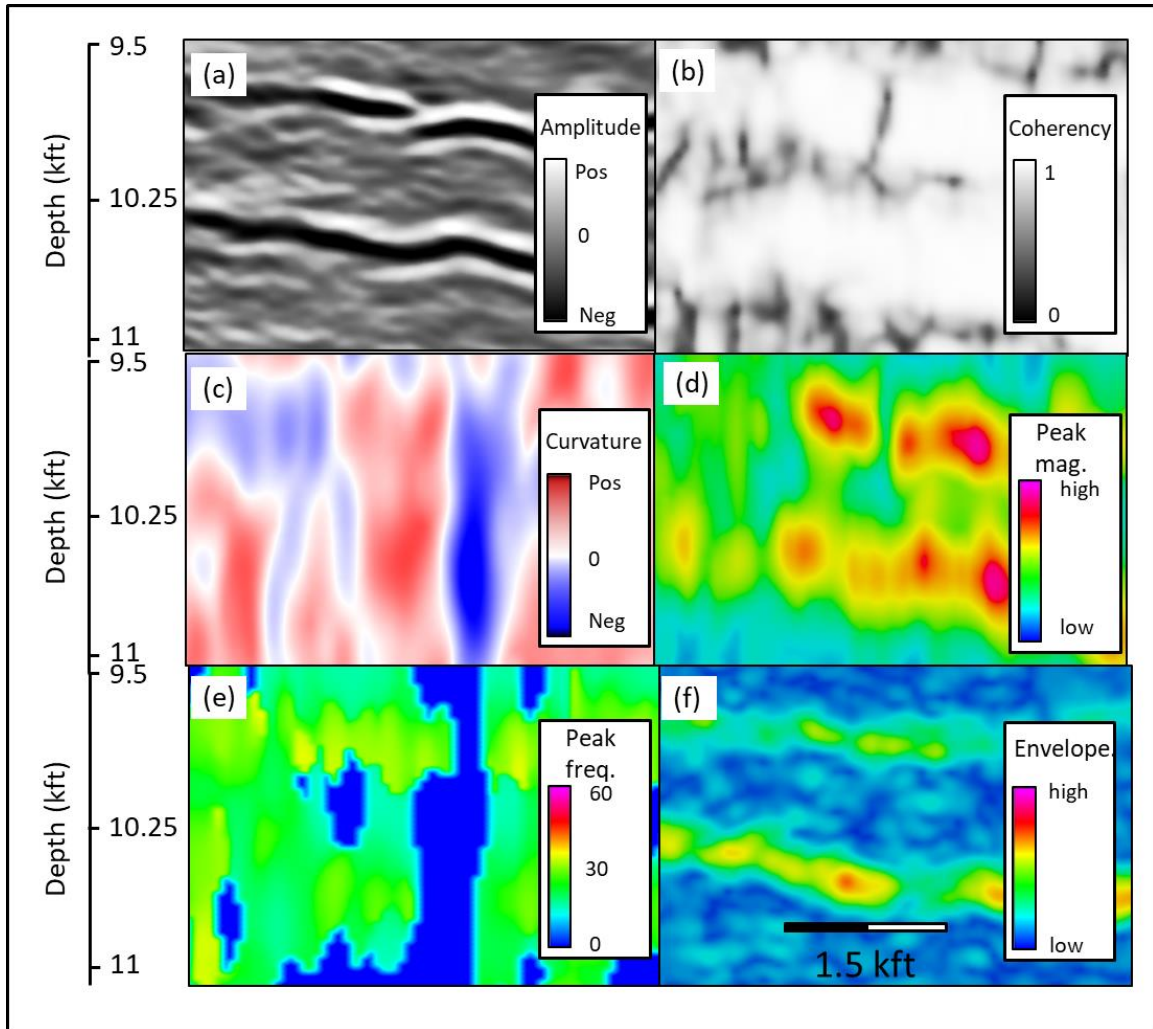 9.5
(a)
(b)
Amplitude
Coherency
Pos
1
Depth (kft)
10.25
0
Neg
0
11
9.5
(c)
(d)
Curvature
Peak
mag.
Pos
high
Depth (kft)
10.25
0
Neg
low
11
9.5
(e)
(f)
Peak
freq.
Envelope.
60
high
Depth (kft)
10.25
30
0
low
11
1.5 kft